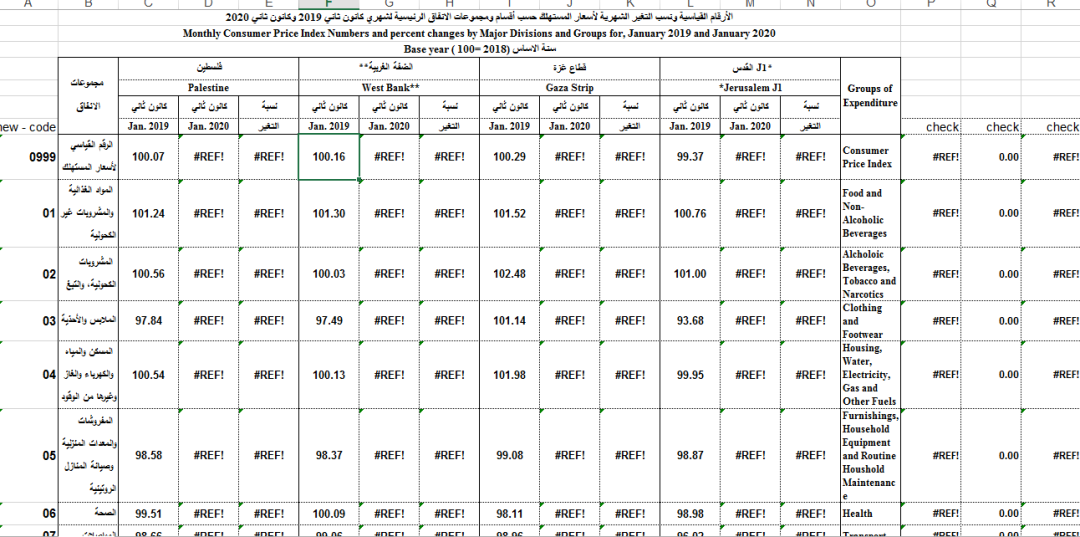 A B C D E F G H I J K L M N O P Q R
الأرقام القياسية ونسب التغير الشهرية لأسعار المستهلك حسب أقسام ومجموعات الانفاق الرئيسية لشهري كانون ثاني 2019 وكانون ثاني 2020
Monthly Consumer Price Index Numbers and percent changes by Major Divisions and Groups for, January 2019 and January 2020
Base year ( 100= 2018) سنة الاساس
مجموعات فلسطين الضفة الغربية** قطاع غزة القدس J1*
الانفاق Palestine West Bank** Gaza Strip *Jerusalem J1 Groups of
كانون ثاني كانون ثاني نسبة كانون ثاني كانون ثاني نسبة كانون ثاني كانون ثاني نسبة كانون ثاني كانون ثاني نسبة Expenditure
new - code Jan. 2019 Jan. 2020 التغير Jan. 2019 Jan. 2020 التغير Jan. 2019 Jan. 2020 التغير Jan. 2019 Jan. 2020 التغير check check check
الرقم القياسي Consumer
0999 لأسعار المستهلك 100.07 #REF! #REF! 100.16 #REF! #REF! 100.29 #REF! #REF! 99.37 #REF! #REF! Price Index #REF! 0.00 #REF!
المواد الغذائية Food and
01 والمشروبات غير 101.24 #REF! #REF! 101.30 #REF! #REF! 101.52 #REF! #REF! 100.76 #REF! #REF! Non- #REF! 0.00 #REF!
الكحولية Alcoholic
Beverages
المشروبات Alcholoic
02 الكحولية، والتبغ 100.56 #REF! #REF! 100.03 #REF! #REF! 102.48 #REF! #REF! 101.00 #REF! #REF! Beverages, #REF! 0.00 #REF!
Tobacco and
Narcotics
03 الملابس والأحذية 97.84 #REF! #REF! 97.49 #REF! #REF! 101.14 #REF! #REF! 93.68 #REF! #REF! Clothing #REF! 0.00 #REF!
and
Footwear
المسكن والمياه Housing,
Water,
04 والكهرباء والغاز 100.54 #REF! #REF! 100.13 #REF! #REF! 101.98 #REF! #REF! 99.95 #REF! #REF! Electricity, #REF! 0.00 #REF!
وغيرها من الوقود Gas and
Other Fuels
المفروشات Furnishings,
والمعدات المنزلية Household
Equipment
05 وصيانة المنازل 98.58 #REF! #REF! 98.37 #REF! #REF! 99.08 #REF! #REF! 98.87 #REF! #REF! and Routine #REF! 0.00 #REF!
الروتينية Houshold
Maintenanc
e
06 الصحة 99.51 #REF! #REF! 100.09 #REF! #REF! 98.11 #REF! #REF! 98.98 #REF! #REF! Health #REF! 0.00 #REF!
07 98.66 #REF! #REF! 99.06 #REF! #REF! 98.96 #REF! #REF! 96.02 #REF! #REF! Transport #REF! 0.00 #REF!